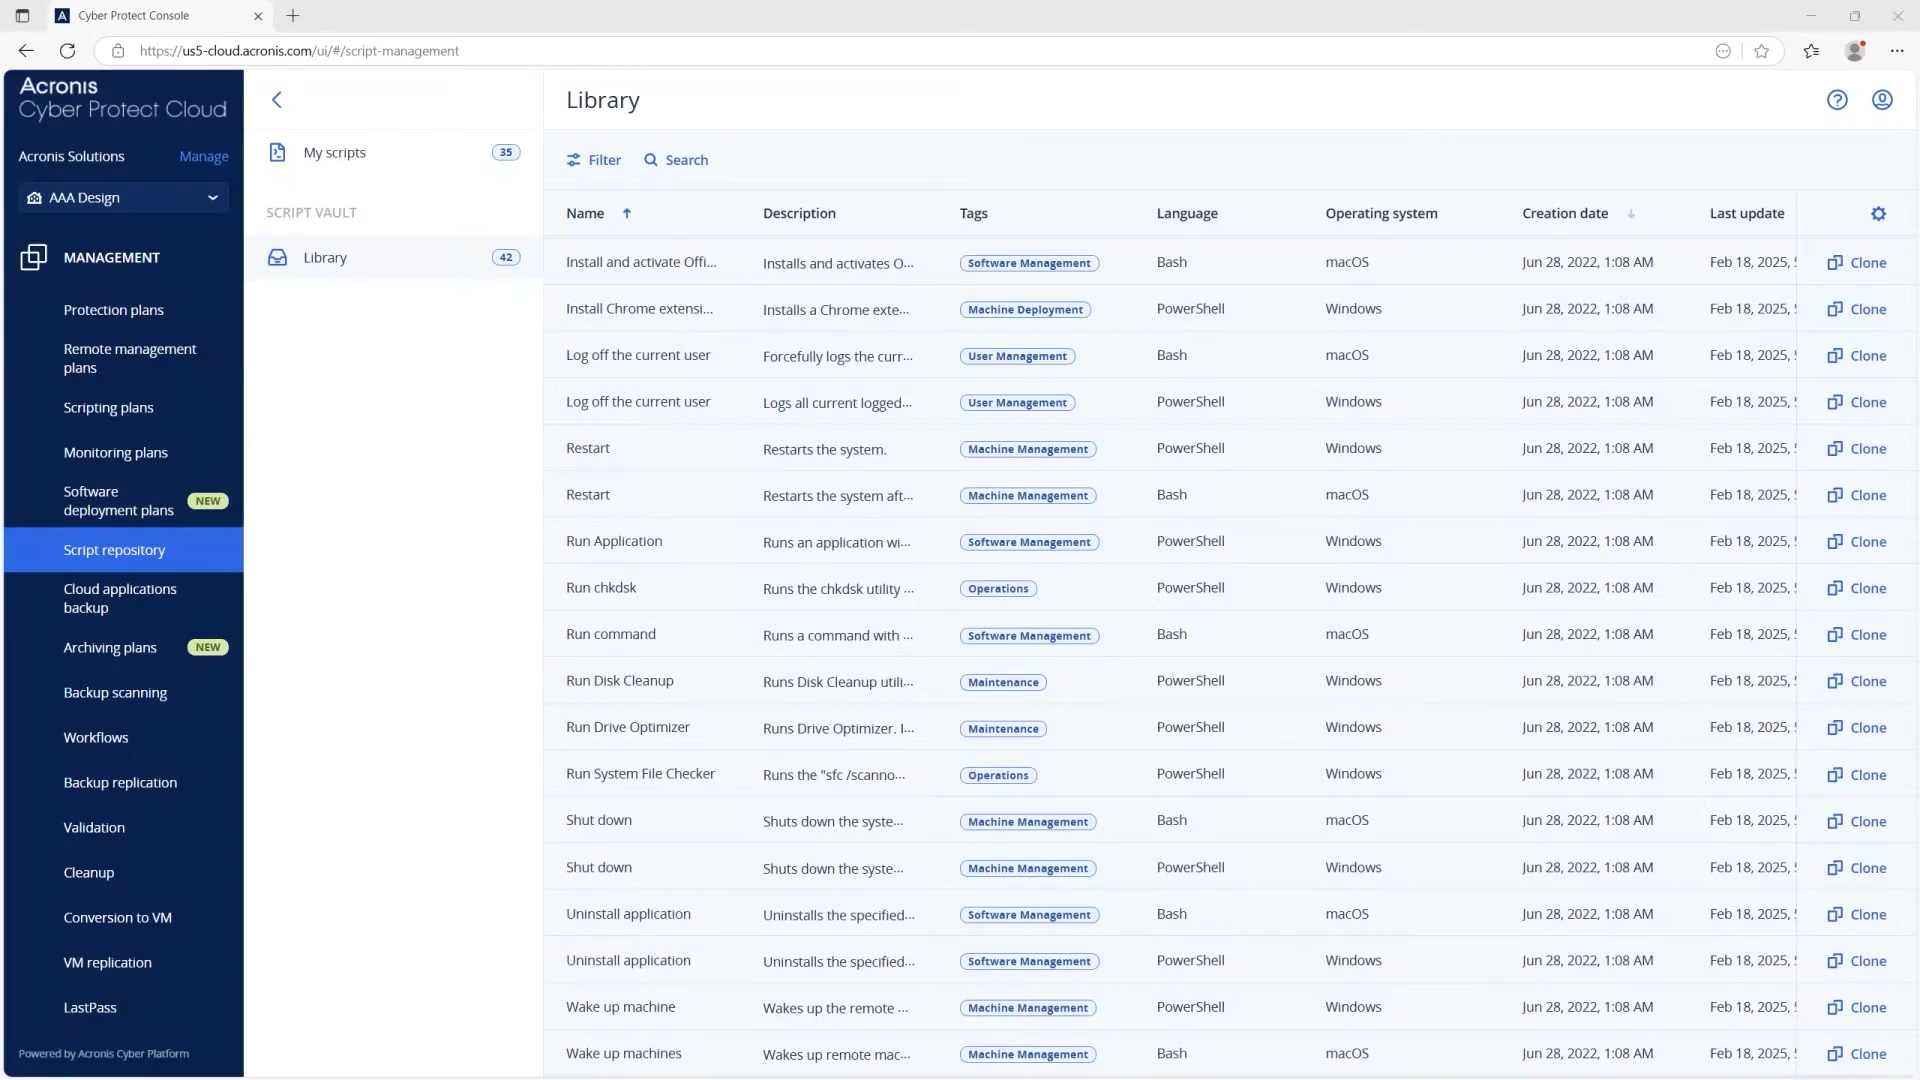 Cyber Protect Console
https://us5-cloud.acronis.com/ui/#/script-management
Acronis
Cyber Protect Cloud
Acronis Solutions Manage
AAA Design
MANAGEMENT
Protection plans
Remote management
plans
Scripting plans
Monitoring plans
Software
deployment plans NEW
Script repository
Cloud applications
backup
Archiving plans NEW
Backup scanning
Workflows
Backup replication
Validation
Cleanup
Conversion to VM
VM replication
LastPass
Powered by Acronis Cyber Platform
My scripts 35
SCRIPT VAULT
Library 42
Library
Filter Search
Name Description Tags Language Operating system Creation date Last update
Install and activate Offi... Installs and activates O... Software Management Bash macOS Jun 28, 2022, 1:08 AM Feb 18, 2025, Clone
Install Chrome extensi... Installs a Chrome exte... Machine Deployment PowerShell Windows Jun 28, 2022, 1:08 AM Feb 18, 2025, Clone
Log off the current user Forcefully logs the curr... User Management Bash macOS Jun 28, 2022, 1:08 AM Feb 18, 2025, Clone
Log off the current user Logs all current logged... User Management PowerShell Windows Jun 28, 2022, 1:08 AM Feb 18, 2025, Clone
Restart Restarts the system. Machine Management PowerShell Windows Jun 28, 2022, 1:08 AM Feb 18, 2025, Clone
Restart Restarts the system aft... Machine Management Bash macOS Jun 28, 2022, 1:08 AM Feb 18, 2025, Clone
Run Application Runs an application wi... Software Management PowerShell Windows Jun 28, 2022, 1:08 AM Feb 18, 2025, Clone
Run chkdsk Runs the chkdsk utility ... Operations PowerShell Windows Jun 28, 2022, 1:08 AM Feb 18, 2025, Clone
Run command Runs a command with ... Software Management Bash macOS Jun 28, 2022, 1:08 AM Feb 18, 2025, Clone
Run Disk Cleanup Runs Disk Cleanup utili... Maintenance PowerShell Windows Jun 28, 2022, 1:08 AM Feb 18, 2025, Clone
Run Drive Optimizer Runs Drive Optimizer. I... Maintenance PowerShell Windows Jun 28, 2022, 1:08 AM Feb 18, 2025, Clone
Run System File Checker Runs the "sfc /scanno... Operations PowerShell Windows Jun 28, 2022, 1:08 AM Feb 18, 2025, Clone
Shut down Shuts down the syste... Machine Management Bash macOS Jun 28, 2022, 1:08 AM Feb 18, 2025, Clone
Shut down Shuts down the syste... Machine Management PowerShell Windows Jun 28, 2022, 1:08 AM Feb 18, 2025, Clone
Uninstall application Uninstalls the specified... Software Management Bash macOS Jun 28, 2022, 1:08 AM Feb 18, 2025, Clone
Uninstall application Uninstalls the specified... Software Management PowerShell Windows Jun 28, 2022, 1:08 AM Feb 18, 2025, Clone
Wake up machine Wakes up the remote ... Machine Management PowerShell Windows Jun 28, 2022, 1:08 AM Feb 18, 2025, Clone
Wake up machines Wakes up remote mac... Machine Management Bash macOS Jun 28, 2022, 1:08 AM Feb 18, 2025, Clone